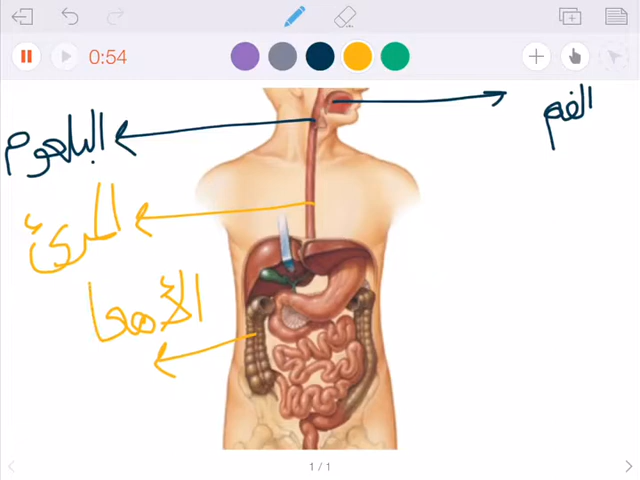 0:54
الفم
البلعوم
المرئ
الأمعا
1 / 1